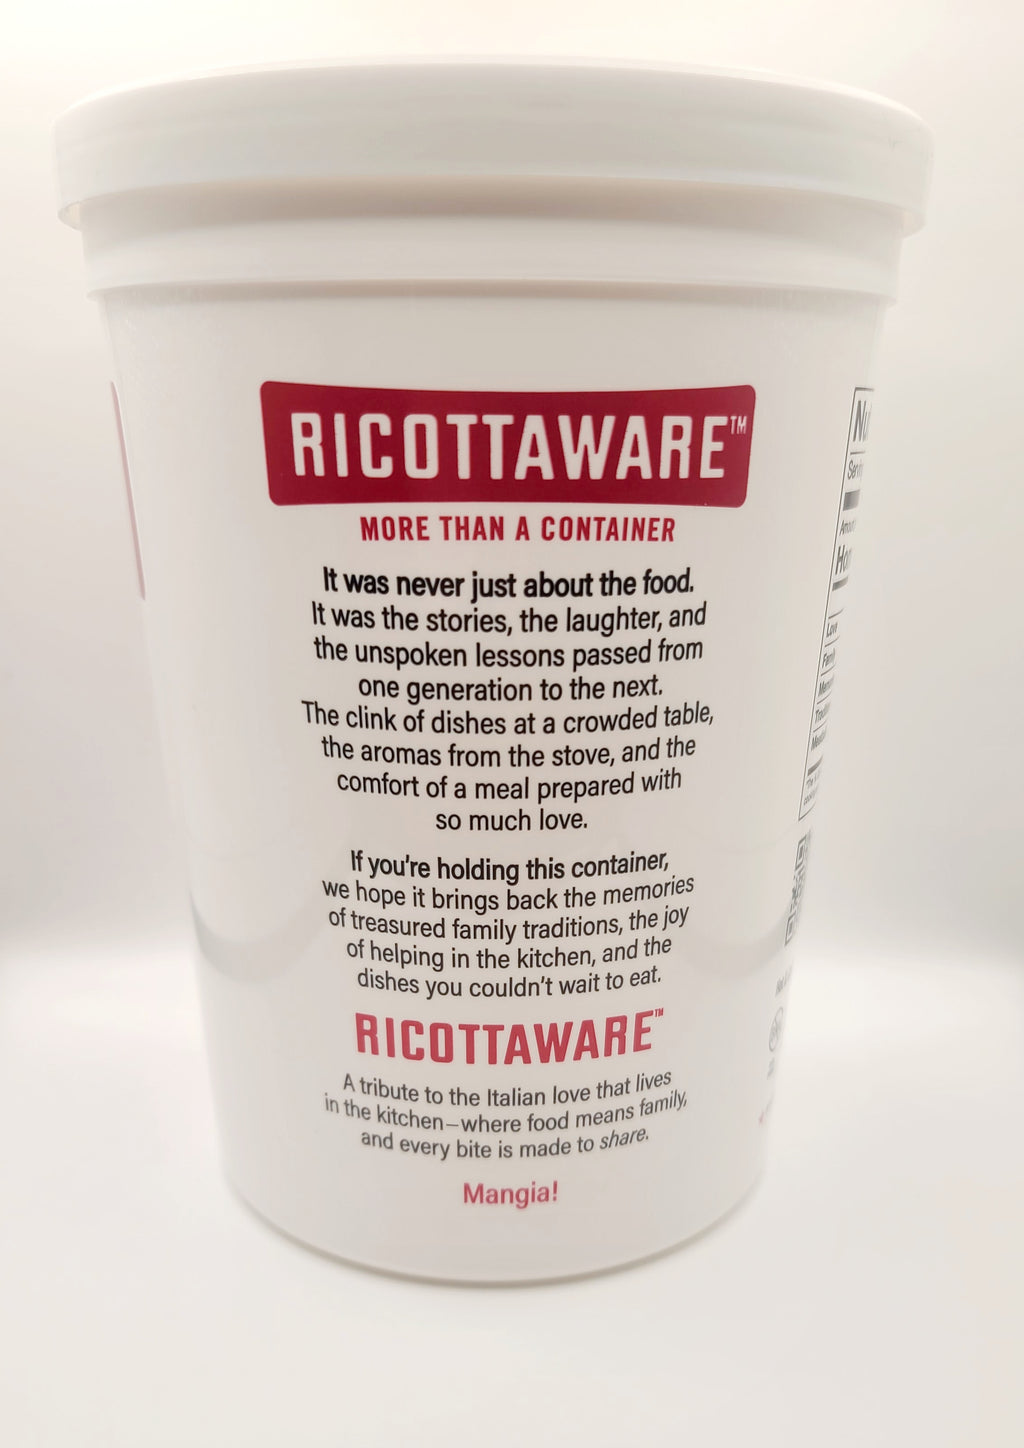 RICOTTAWARE™
MORE THAN A CONTAINER
It was never just about the food.
It was the stories, the laughter, and
the unspoken lessons passed from
one generation to the next.
The clink of dishes at a crowded table,
the aromas from the stove, and the
comfort of a meal prepared with
so much love.
If you're holding this container,
we hope it brings back the memories
of treasured family traditions, the joy
of helping in the kitchen, and the
dishes you couldn't wait to eat.
RICOTTAWARE™
A tribute to the Italian love that lives
in the kitchen—where food means family,
and every bite is made to share.
Mangia!
Love